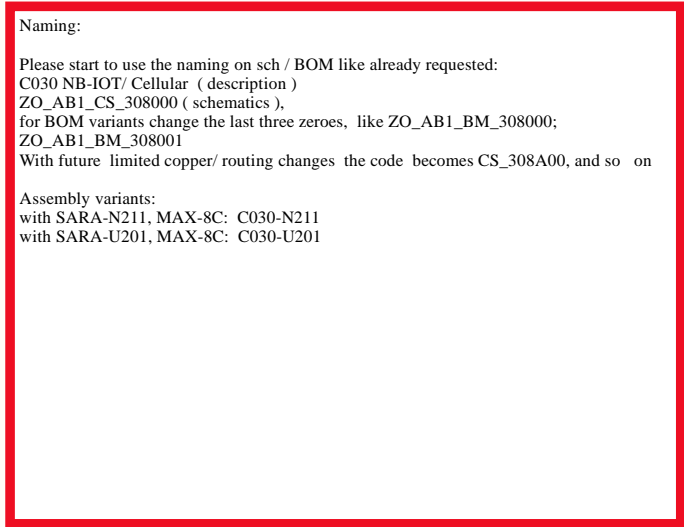 Naming:
Please start to use the naming on sch / BOM like already requested:
C030 NB-IOT/ Cellular ( description )
ZO_AB1_CS_308000 ( schematics ),
for BOM variants change the last three zeroes, like ZO_AB1_BM_308000;
ZO_AB1_BM_308001
With future limited copper/ routing changes the code becomes CS_308A00, and so on
Assembly variants:
with SARA-N211, MAX-8C: C030-N211
with SARA-U201, MAX-8C: C030-U201